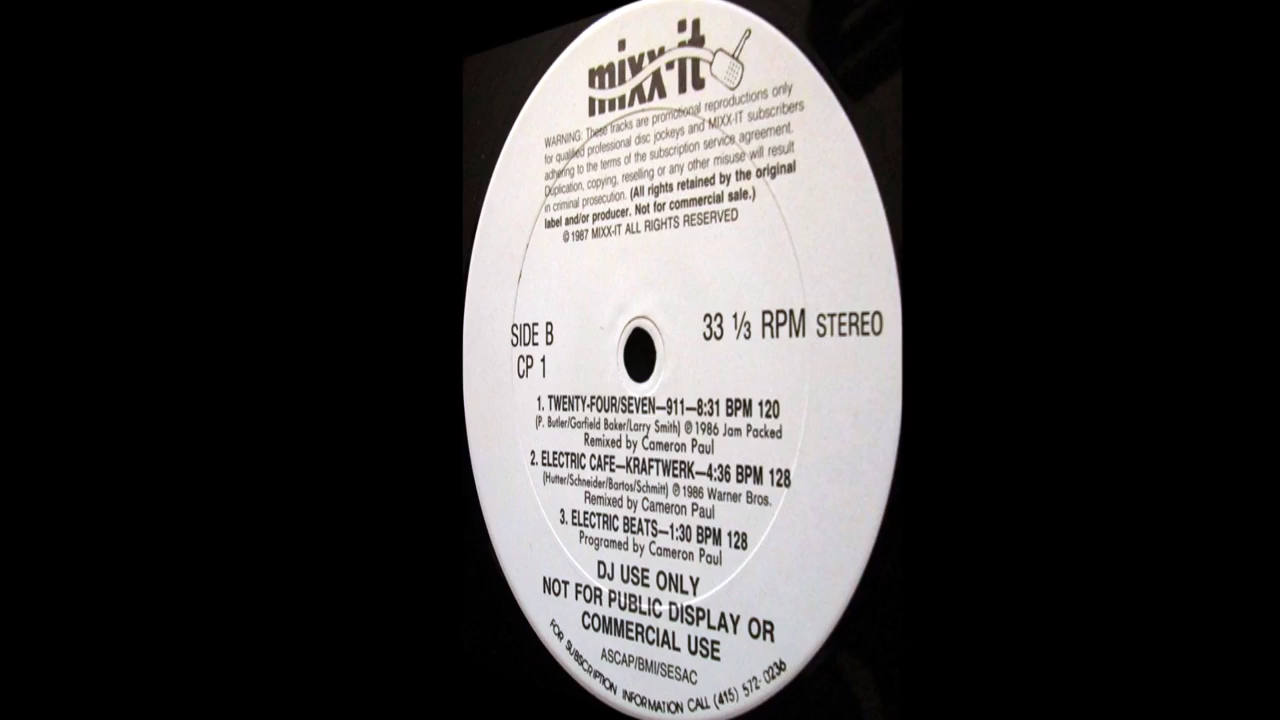 mixx-it
WARNING: These tracks are promotional reproductions only
for qualified professional disc jockeys and MIXX-IT subscribers
adhering to the terms of the subscription service agreement.
Duplication, copying, reselling or any other misuse will result
in criminal prosecution. (All rights retained by the original
label and/or producer. Not for commercial sale.)
© 1987 MIXX-IT ALL RIGHTS RESERVED
SIDE B
CP 1
33 ⅓ RPM STEREO
1. TWENTY-FOUR/SEVEN—911—8:31 BPM 120
(P. Butler/Garfield Baker/Larry Smith) ℗ 1986 Jam Packed
Remixed by Cameron Paul
2. ELECTRIC CAFE—KRAFTWERK—4:36 BPM 128
(Hutter/Schneider/Bartos/Schmitt) ℗ 1986 Warner Bros.
Remixed by Cameron Paul
3. ELECTRIC BEATS—1:30 BPM 128
Programed by Cameron Paul
DJ USE ONLY
NOT FOR PUBLIC DISPLAY OR
COMMERCIAL USE
ASCAP/BMI/SESAC
FOR SUBSCRIPTION INFORMATION CALL (415) 572-0236